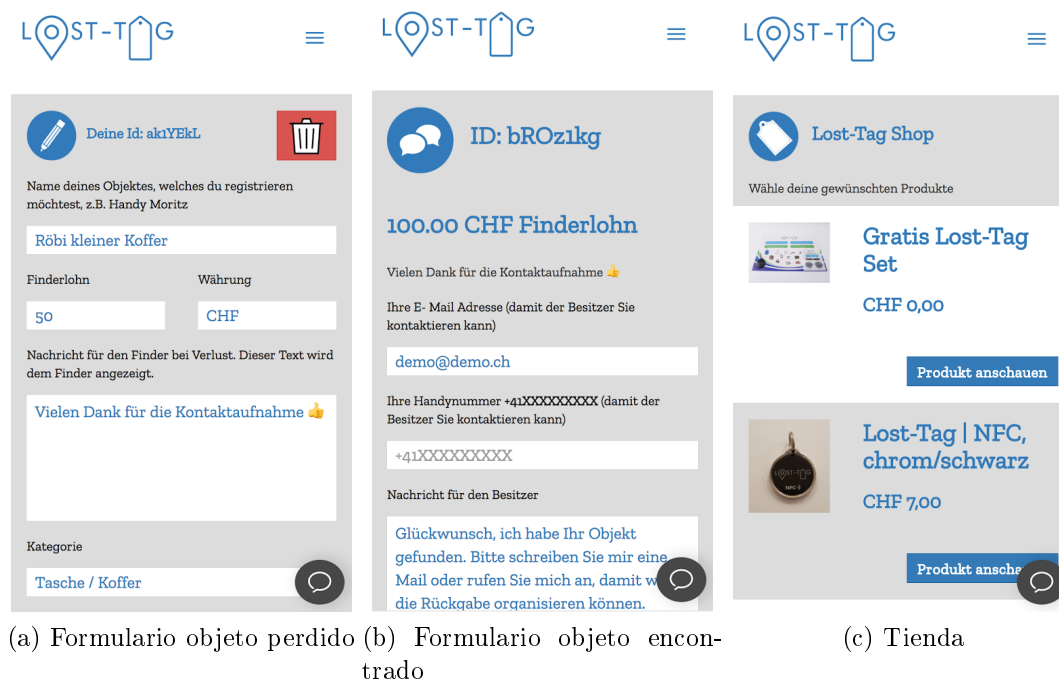 LOST-TAG
Deine Id: ak1YEkL
Name deines Objektes, welches du registrieren
möchtest, z.B. Handy Moritz
Röbi kleiner Koffer
Finderlohn
Währung
50
CHF
Nachricht für den Finder bei Verlust. Dieser Text wird
dem Finder angezeigt.
Vielen Dank für die Kontaktaufnahme 👍
Kategorie
Tasche / Koffer
(a) Formulario objeto perdido
LOST-TAG
ID: bROz1kg
100.00 CHF Finderlohn
Vielen Dank für die Kontaktaufnahme 👍
Ihre E- Mail Adresse (damit der Besitzer Sie
kontaktieren kann)
demo@demo.ch
Ihre Handynummer +41XXXXXXXXX (damit der
Besitzer Sie kontaktieren kann)
+41XXXXXXXXX
Nachricht für den Besitzer
Glückwunsch, ich habe Ihr Objekt
gefunden. Bitte schreiben Sie mir eine
Mail oder rufen Sie mich an, damit w
die Rückgabe organisieren können.
(b) Formulario objeto encon-
trado
LOST-TAG
Lost-Tag Shop
Wähle deine gewünschten Produkte
Gratis Lost-Tag
Set
CHF 0,00
Produkt anschauen
LOST-TAG
NFC
Lost-Tag | NFC,
chrom/schwarz
CHF 7,00
Produkt anscha
(c) Tienda